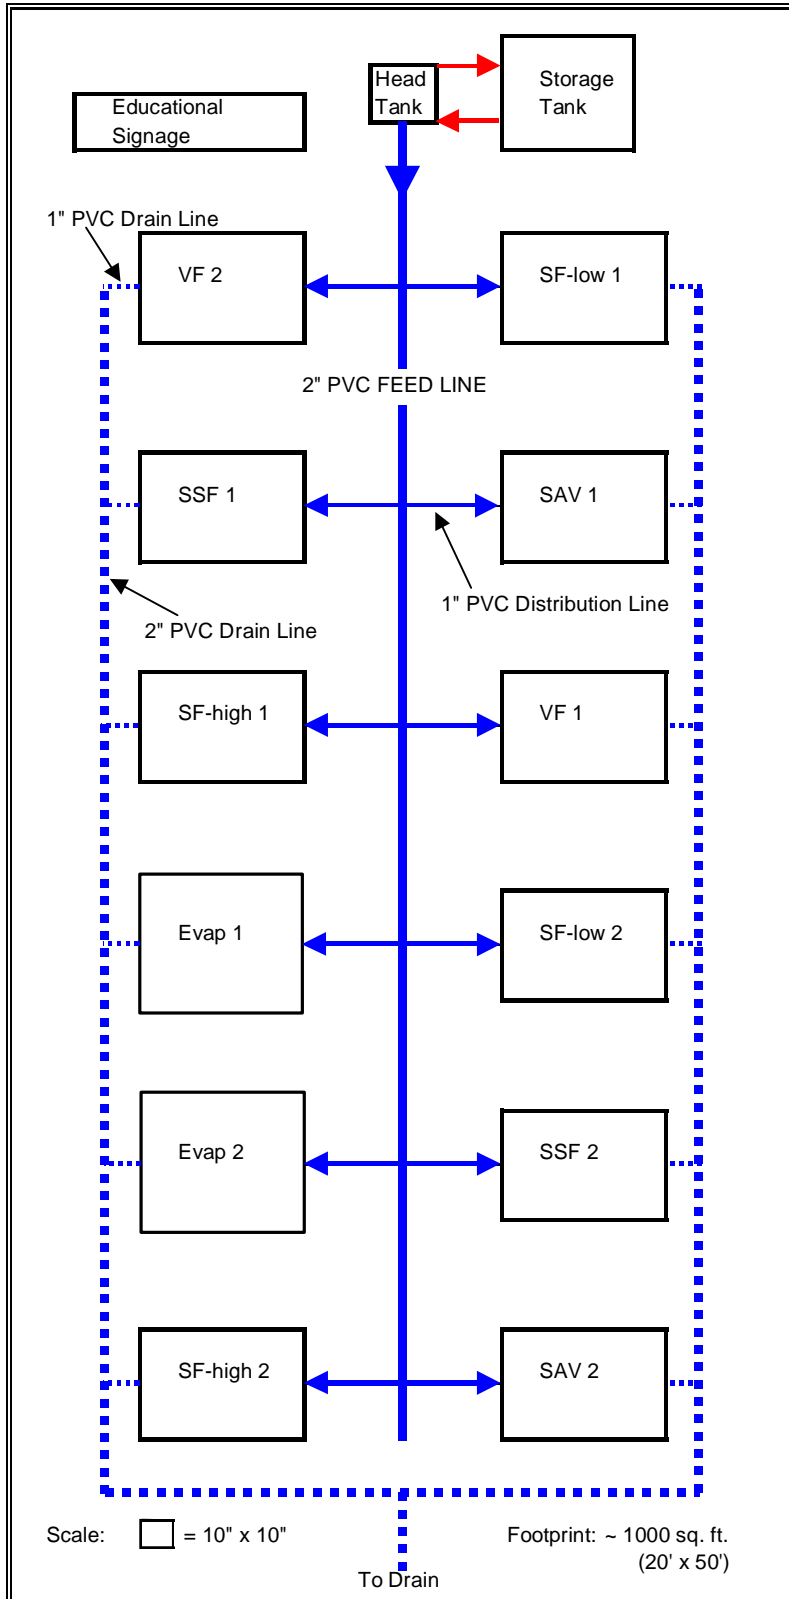 Head
Tank
Storage
Tank
Educational
Signage
1" PVC Drain Line
VF 2
SF-low 1
2" PVC FEED LINE
SSF 1
SAV 1
1" PVC Distribution Line
2" PVC Drain Line
SF-high 1
VF 1
Evap 1
SF-low 2
Evap 2
SSF 2
SF-high 2
SAV 2
Scale: = 10" x 10"
Footprint: ~ 1000 sq. ft.
(20' x 50')
To Drain